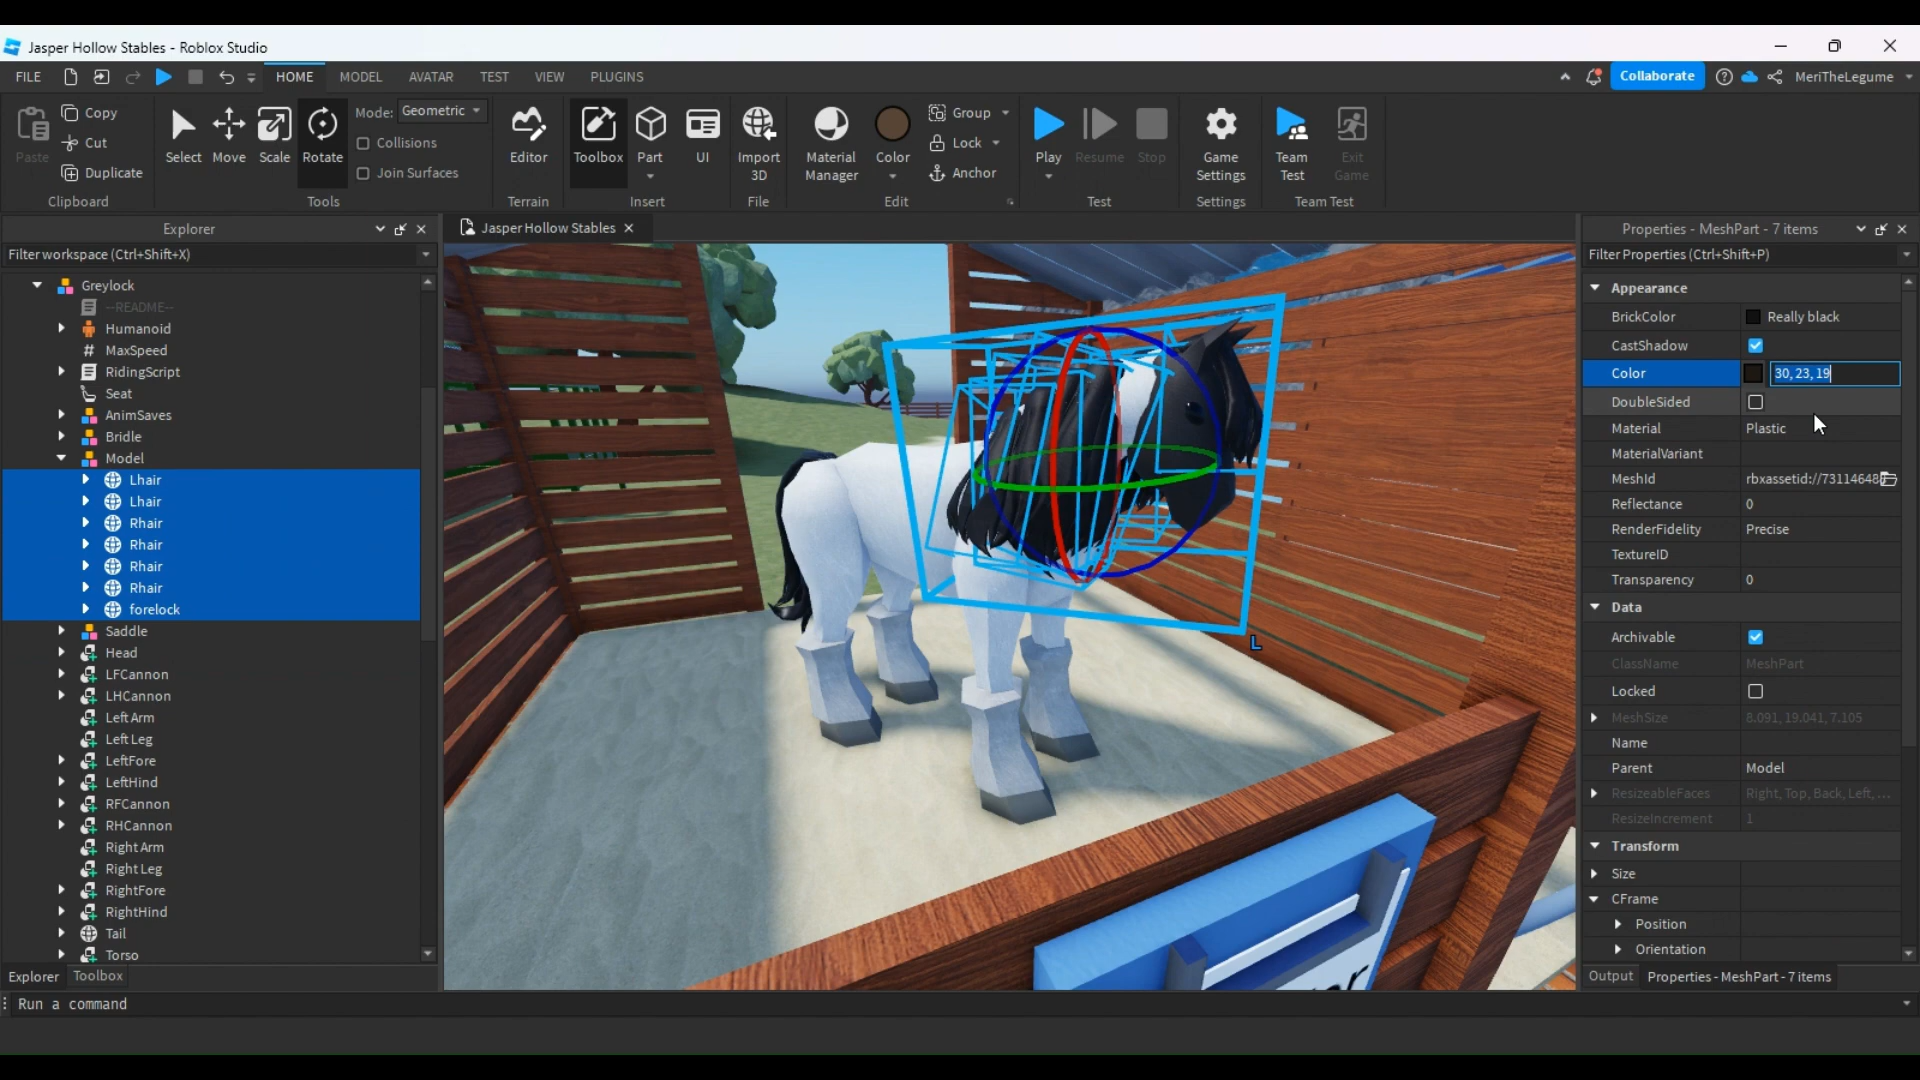 Jasper Hollow Stables - Roblox Studio
FILE HOME MODEL AVATAR TEST VIEW PLUGINS Collaborate MeriTheLegume
Paste Copy Cut Duplicate Clipboard
Select Move Scale Rotate Mode: Geometric Collisions Join Surfaces Tools
Editor Terrain
Toolbox Part UI Insert
Import 3D File
Material Manager Color Group Lock Anchor Edit
Play Resume Stop Test
Game Settings Settings
Team Test Exit Game Team Test
Explorer
Filter workspace (Ctrl+Shift+X)
Greylock
--README--
Humanoid
# MaxSpeed
RidingScript
Seat
AnimSaves
Bridle
Model
Lhair
Lhair
Rhair
Rhair
Rhair
Rhair
forelock
Saddle
Head
LFCannon
LHCannon
Left Arm
Left Leg
LeftFore
LeftHind
RFCannon
RHCannon
Right Arm
Right Leg
RightFore
RightHind
Tail
Torso
Explorer Toolbox
Jasper Hollow Stables
L
Properties - MeshPart - 7 items
Filter Properties (Ctrl+Shift+P)
Appearance
BrickColor Really black
CastShadow
Color 30, 23, 19
DoubleSided
Material Plastic
MaterialVariant
MeshId rbxassetid://73114648
Reflectance 0
RenderFidelity Precise
TextureID
Transparency 0
Data
Archivable
ClassName MeshPart
Locked
MeshSize 8.091, 19.041, 7.105
Name
Parent Model
ResizeableFaces Right, Top, Back, Left, ...
ResizeIncrement 1
Transform
Size
CFrame
Position
Orientation
Output Properties - MeshPart - 7 items
Run a command